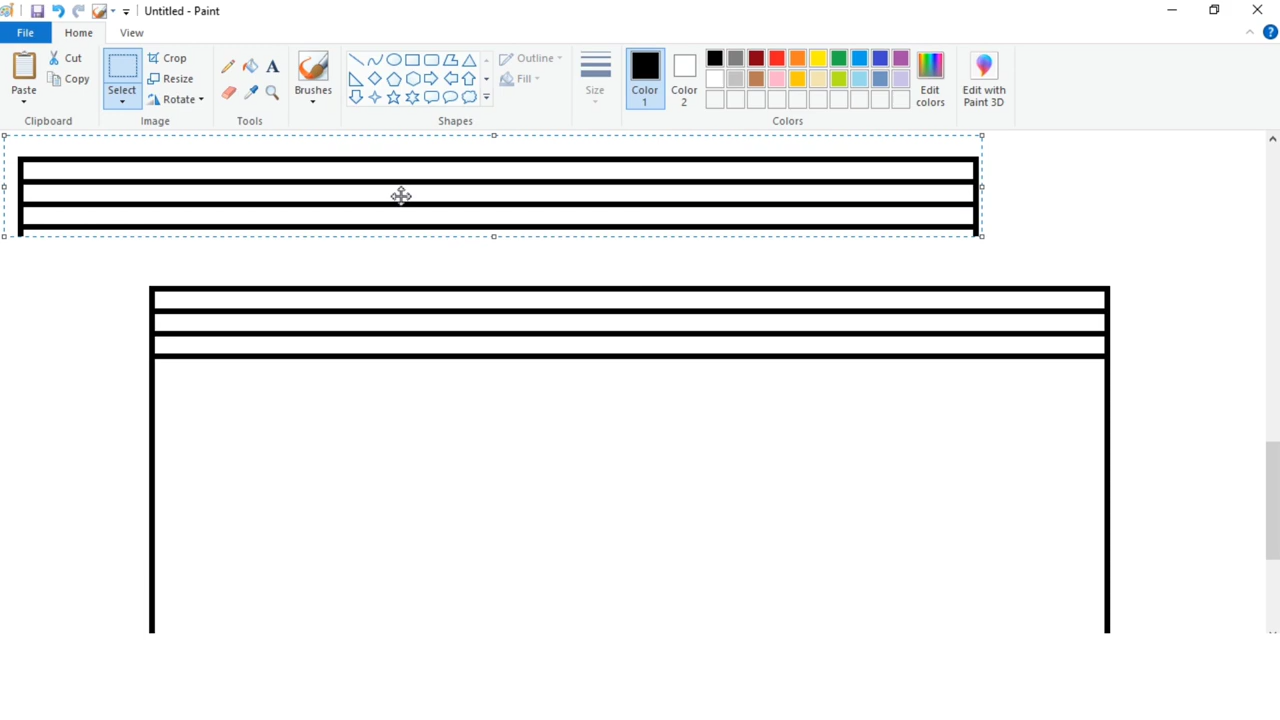 Untitled - Paint
File Home View
Paste Cut Copy Clipboard
Select Crop Resize Rotate Image
A Tools
Brushes
Outline Fill Shapes
Size
Color 1 Color 2 Edit colors Colors
Edit with Paint 3D
?